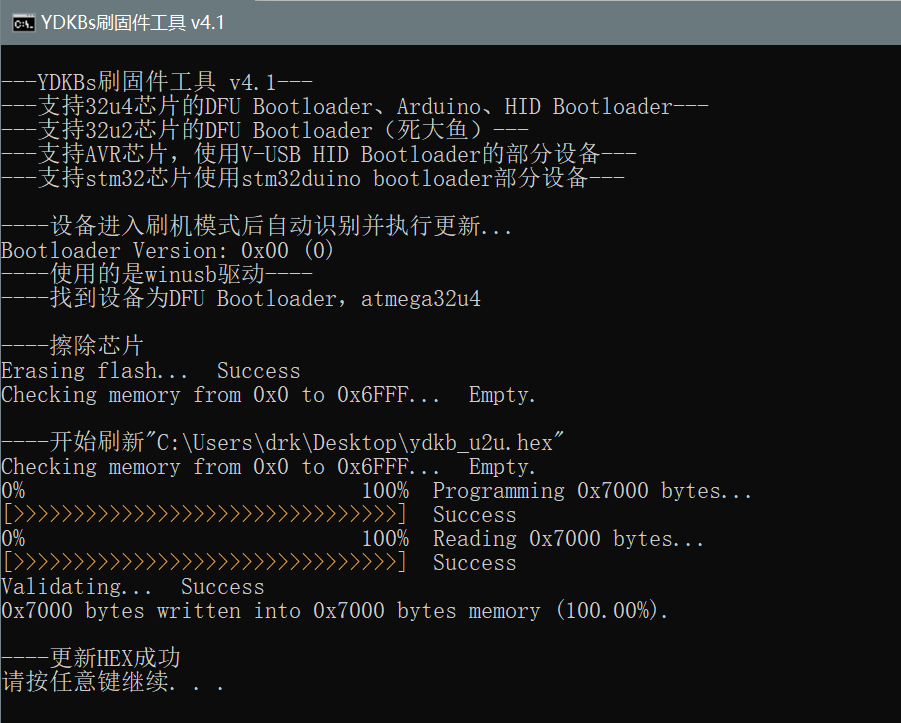 YDKBs刷固件工具 v4.1
---YDKBs刷固件工具 v4.1---
---支持32u4芯片的DFU Bootloader、Arduino、HID Bootloader---
---支持32u2芯片的DFU Bootloader（死大鱼）---
---支持AVR芯片，使用V-USB HID Bootloader的部分设备---
---支持stm32芯片使用stm32duino bootloader部分设备---
----设备进入刷机模式后自动识别并执行更新...
Bootloader Version: 0x00 (0)
----使用的是winusb驱动----
----找到设备为DFU Bootloader，atmega32u4
----擦除芯片
Erasing flash...  Success
Checking memory from 0x0 to 0x6FFF...  Empty.
----开始刷新"C:\Users\drk\Desktop\ydkb_u2u.hex"
Checking memory from 0x0 to 0x6FFF...  Empty.
0%                            100%  Programming 0x7000 bytes...
[>>>>>>>>>>>>>>>>>>>>>>>>>>>>>>>>]  Success
0%                            100%  Reading 0x7000 bytes...
[>>>>>>>>>>>>>>>>>>>>>>>>>>>>>>>>]  Success
Validating...  Success
0x7000 bytes written into 0x7000 bytes memory (100.00%).
----更新HEX成功
请按任意键继续. . .